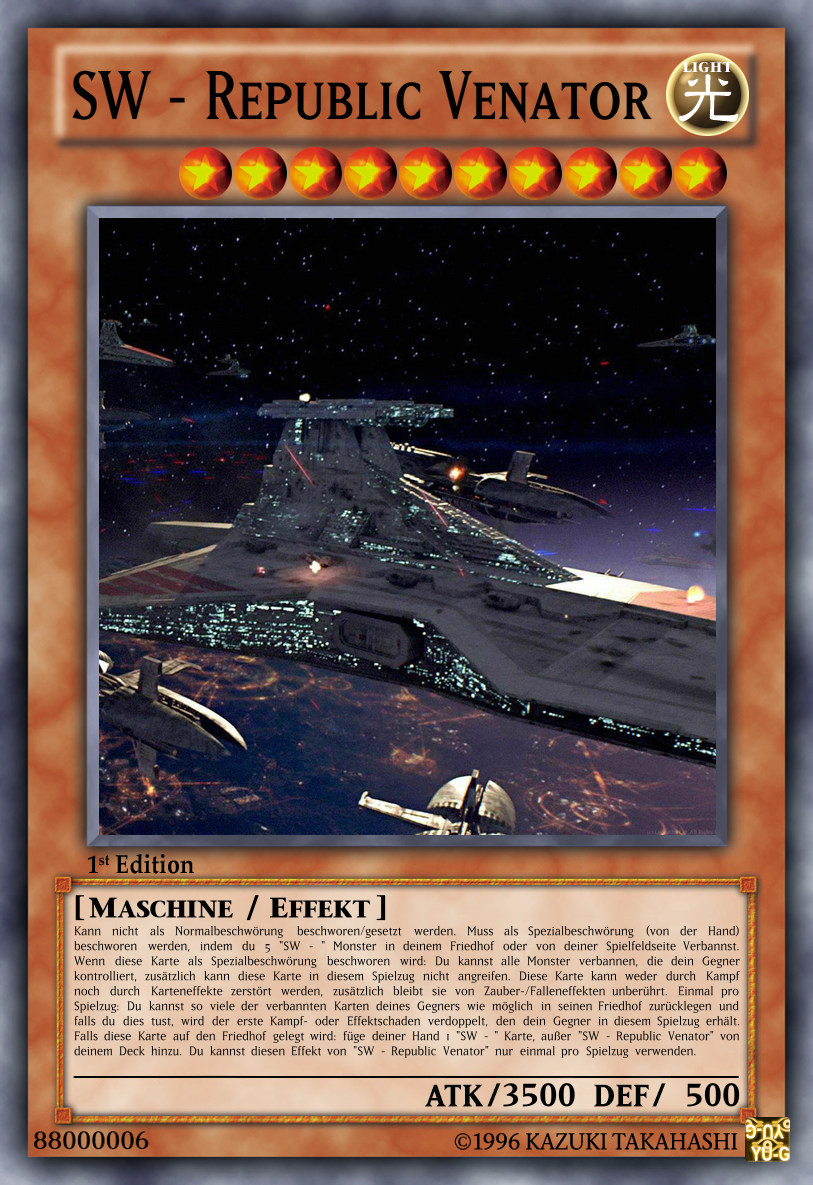 SW - Republic Venator
LIGHT
光
1st Edition
[Maschine / Effekt]
Kann nicht als Normalbeschwörung beschworen/gesetzt werden. Muss als Spezialbeschwörung (von der Hand)
beschworen werden, indem du 5 "SW - " Monster in deinem Friedhof oder von deiner Spielfeldseite Verbannst.
Wenn diese Karte als Spezialbeschwörung beschworen wird: Du kannst alle Monster verbannen, die dein Gegner
kontrolliert, zusätzlich kann diese Karte in diesem Spielzug nicht angreifen. Diese Karte kann weder durch Kampf
noch durch Karteneffekte zerstört werden, zusätzlich bleibt sie von Zauber-/Falleneffekten unberührt. Einmal pro
Spielzug: Du kannst so viele der verbannten Karten deines Gegners wie möglich in seinen Friedhof zurücklegen und
falls du dies tust, wird der erste Kampf- oder Effektschaden verdoppelt, den dein Gegner in diesem Spielzug erhält.
Falls diese Karte auf den Friedhof gelegt wird: füge deiner Hand 1 "SW - " Karte, außer "SW - Republic Venator" von
deinem Deck hinzu. Du kannst diesen Effekt von "SW - Republic Venator" nur einmal pro Spielzug verwenden.
ATK/3500 DEF/ 500
88000006
©1996 KAZUKI TAKAHASHI